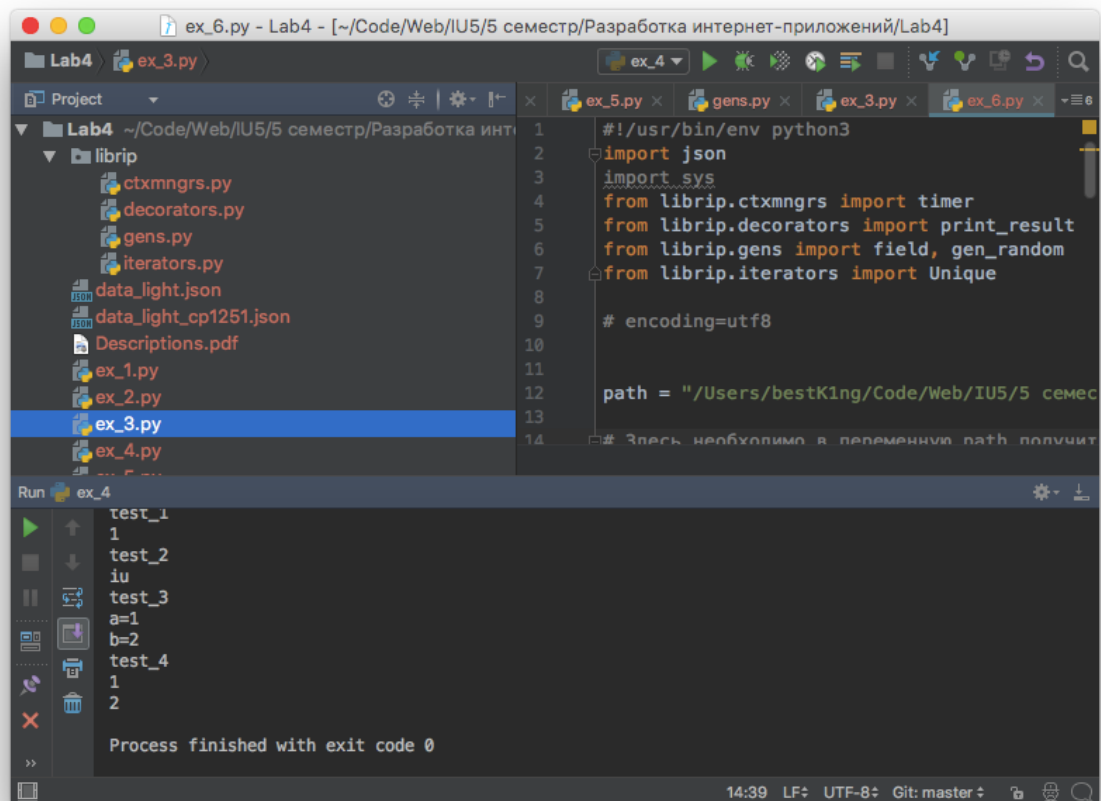 ex_6.py - Lab4 - [~/Code/Web/IU5/5 семестр/Разработка интернет-приложений/Lab4]
Lab4 ex_3.py ex_4
Project
Lab4 ~/Code/Web/IU5/5 семестр/Разработка инт
librip
ctxmngrs.py
decorators.py
gens.py
iterators.py
data_light.json
data_light_cp1251.json
Descriptions.pdf
ex_1.py
ex_2.py
ex_3.py
ex_4.py
ex_5.py
ex_5.py gens.py ex_3.py ex_6.py 6
1 #!/usr/bin/env python3
2 import json
3 import sys
4 from librip.ctxmngrs import timer
5 from librip.decorators import print_result
6 from librip.gens import field, gen_random
7 from librip.iterators import Unique
8
9 # encoding=utf8
10
11
12 path = "/Users/bestK1ng/Code/Web/IU5/5 семес
13
14 # Здесь необходимо в переменную path получит
Run ex_4
test_1
1
test_2
iu
test_3
a=1
b=2
test_4
1
2
Process finished with exit code 0
14:39 LF UTF-8 Git: master